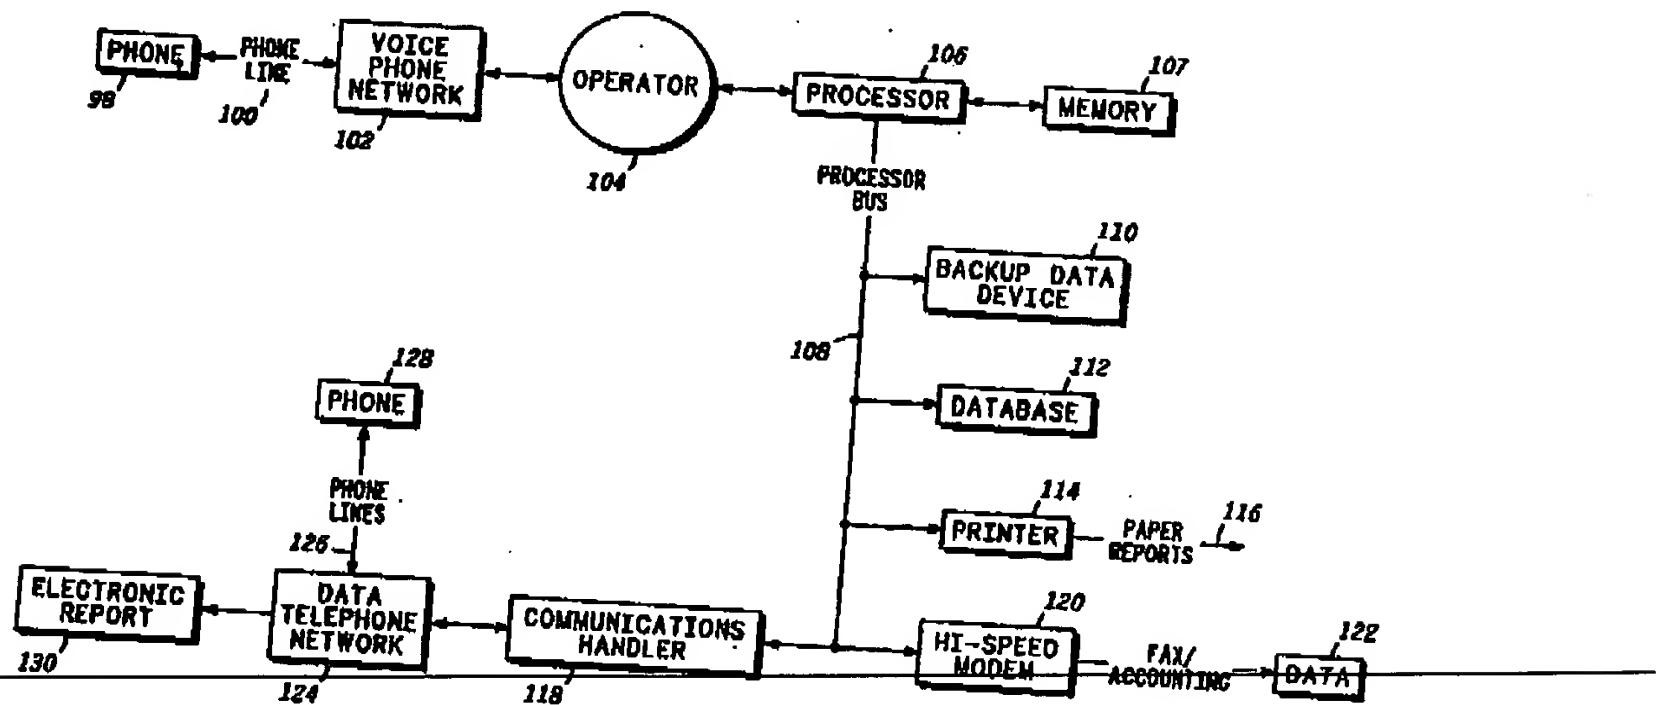 PHONE
98
PHONE
LINE
100
VOICE
PHONE
NETWORK
102
OPERATOR
104
PROCESSOR
106
MEMORY
107
PROCESSOR
BUS
108
BACKUP DATA
DEVICE
110
DATABASE
112
PRINTER
114
PAPER
REPORTS
116
PHONE
128
PHONE
LINES
126
ELECTRONIC
REPORT
130
DATA
TELEPHONE
NETWORK
124
COMMUNICATIONS
HANDLER
118
HI-SPEED
MODEM
120
FAX/
ACCOUNTING
DATA
122